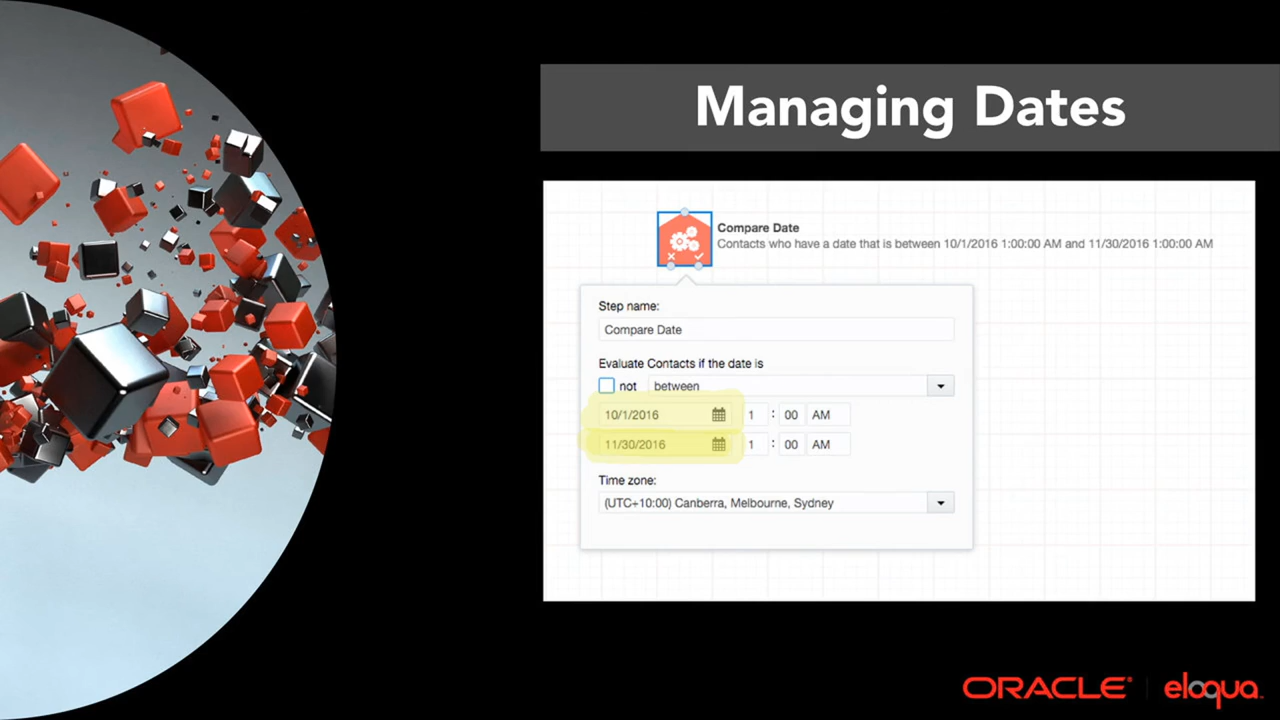 Managing Dates
Compare Date
Contacts who have a date that is between 10/1/2016 1:00:00 AM and 11/30/2016 1:00:00 AM
Step name:
Compare Date
Evaluate Contacts if the date is
not between
10/1/2016 1 : 00 AM
11/30/2016 1 : 00 AM
Time zone:
(UTC+10:00) Canberra, Melbourne, Sydney
ORACLE® | eloqua.